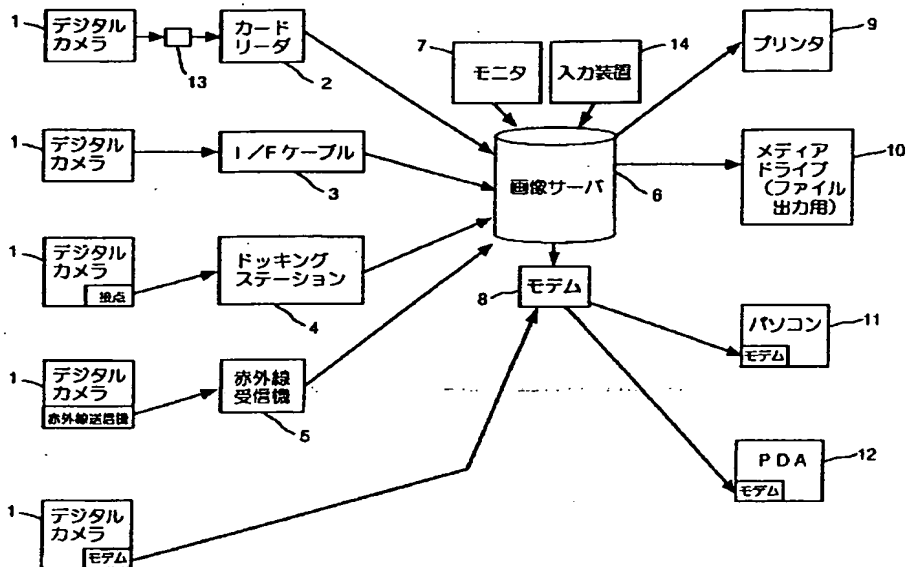 1
デジタル
カメラ
13
カード
リーダ
2
7
モニタ
14
入力装置
プリンタ
9
1
デジタル
カメラ
I/Fケーブル
3
画像サーバ
6
メディア
ドライブ
(ファイル
出力用)
10
1
デジタル
カメラ
接点
ドッキング
ステーション
4
8
モデム
パソコン
モデム
11
1
デジタル
カメラ
赤外線送信機
赤外線
受信機
5
PDA
モデム
12
1
デジタル
カメラ
モデム